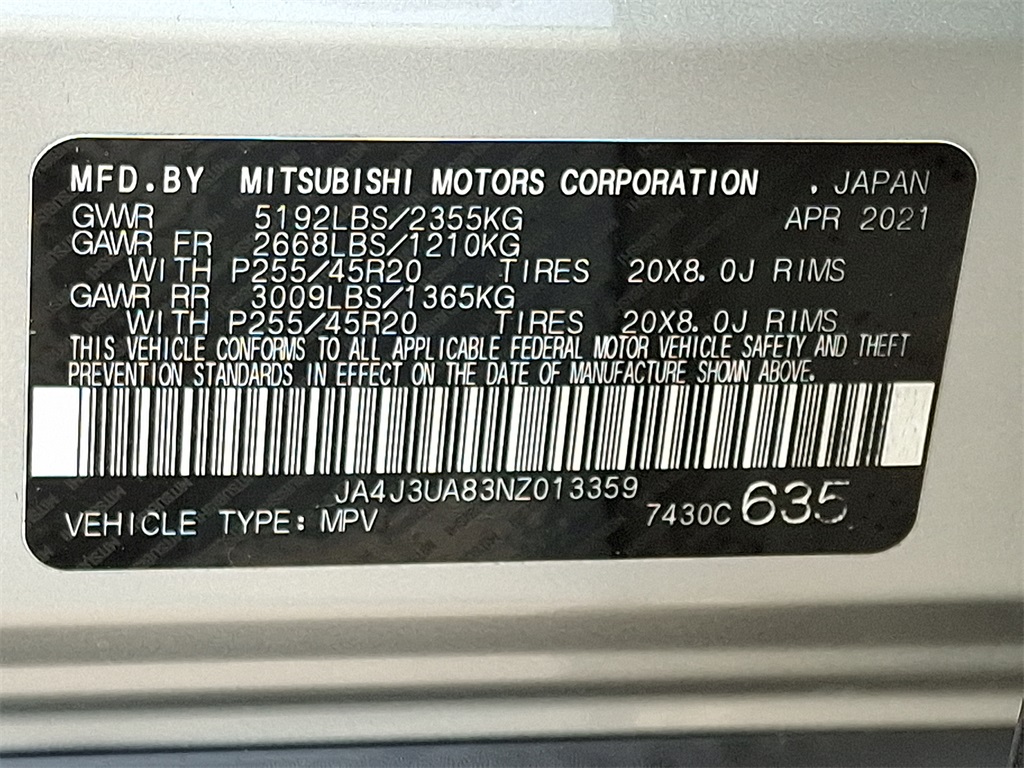 MFD.BY MITSUBISHI MOTORS CORPORATION . JAPAN
GVWR 5192LBS/2355KG APR 2021
GAWR FR 2668LBS/1210KG
WITH P255/45R20 TIRES 20X8.0J RIMS
GAWR RR 3009LBS/1365KG
WITH P255/45R20 TIRES 20X8.0J RIMS
THIS VEHICLE CONFORMS TO ALL APPLICABLE FEDERAL MOTOR VEHICLE SAFETY AND THEFT
PREVENTION STANDARDS IN EFFECT ON THE DATE OF MANUFACTURE SHOWN ABOVE.
JA4J3UA83NZ013359
VEHICLE TYPE: MPV 7430C 635